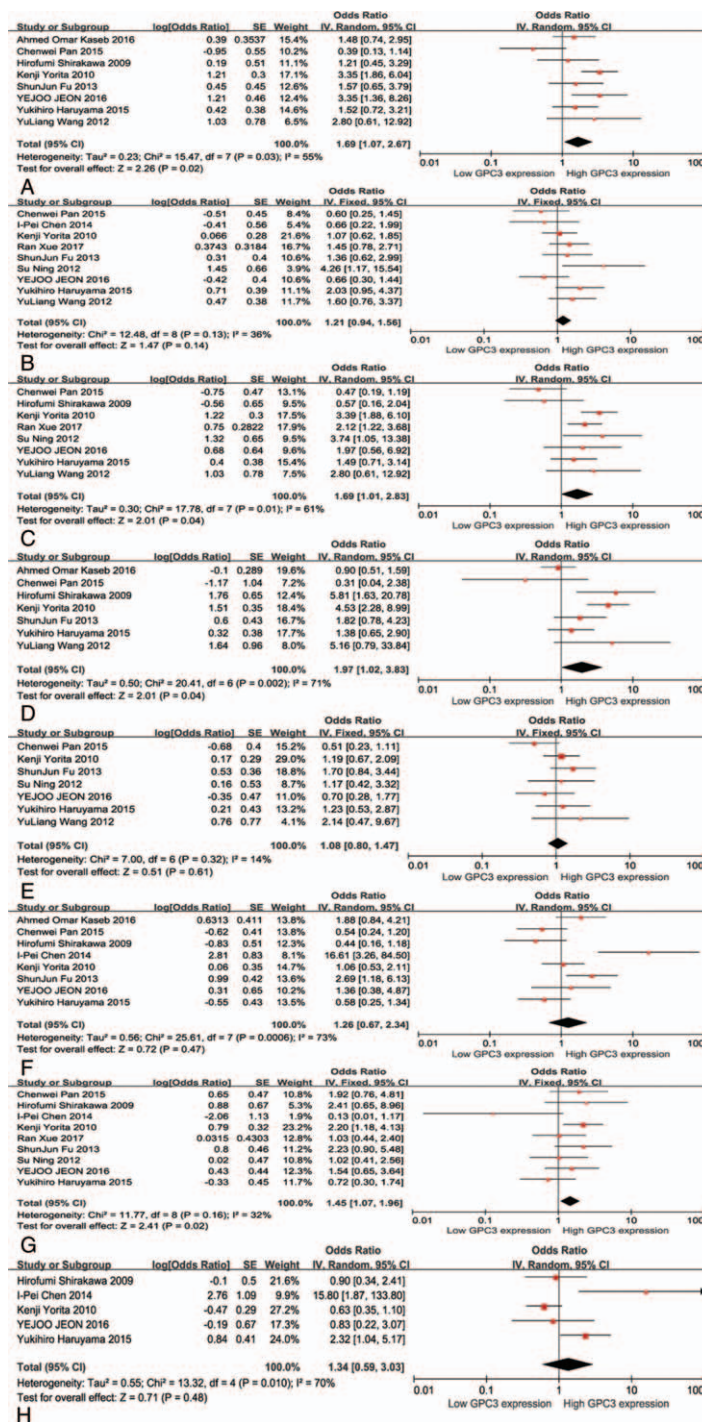 Odds Ratio Odds Ratio
Study or Subgroup log[Odds Ratio] SE Weight IV. Random. 95% CI IV. Random. 95% CI
Ahmed Omar Kaseb 2016 0.39 0.3537 15.4% 1.48 [0.74, 2.95]
Chenwei Pan 2015 -0.95 0.55 10.2% 0.39 [0.13, 1.14]
Hirofumi Shirakawa 2009 0.19 0.51 11.1% 1.21 [0.45, 3.29]
Kenji Yorita 2010 1.21 0.3 17.1% 3.35 [1.86, 6.04]
ShunJun Fu 2013 0.45 0.45 12.6% 1.57 [0.65, 3.79]
YEJOO JEON 2016 1.21 0.46 12.4% 3.35 [1.36, 8.26]
Yukihiro Haruyama 2015 0.42 0.38 14.6% 1.52 [0.72, 3.21]
YuLiang Wang 2012 1.03 0.78 6.6% 2.80 [0.61, 12.92]
Total (95% CI) 100.0% 1.69 [1.07, 2.67]
Heterogeneity: Tau² = 0.23; Chi² = 15.47, df = 7 (P = 0.03); I² = 55%
Test for overall effect: Z = 2.26 (P = 0.02)
0.01 0.1 1 10 100
Low GPC3 expression High GPC3 expression
A
Odds Ratio Odds Ratio
Study or Subgroup log[Odds Ratio] SE Weight IV. Fixed. 95% CI IV. Fixed. 95% CI
Chenwei Pan 2015 -0.51 0.45 8.4% 0.60 [0.25, 1.45]
I-Pei Chen 2014 -0.41 0.56 5.4% 0.66 [0.22, 1.99]
Kenji Yorita 2010 0.066 0.28 21.6% 1.07 [0.62, 1.85]
Ran Xue 2017 0.3743 0.3184 16.7% 1.45 [0.78, 2.71]
ShunJun Fu 2013 0.31 0.4 10.6% 1.36 [0.62, 2.99]
Su Ning 2012 1.45 0.66 3.9% 4.26 [1.17, 15.54]
YEJOO JEON 2016 -0.42 0.4 10.6% 0.66 [0.30, 1.44]
Yukihiro Haruyama 2015 0.71 0.39 11.1% 2.03 [0.95, 4.37]
YuLiang Wang 2012 0.47 0.38 11.7% 1.60 [0.76, 3.37]
Total (95% CI) 100.0% 1.21 [0.94, 1.56]
Heterogeneity: Chi² = 12.48, df = 8 (P = 0.13); I² = 36%
Test for overall effect: Z = 1.47 (P = 0.14)
0.01 0.1 1 10 100
Low GPC3 expression High GPC3 expression
B
Odds Ratio Odds Ratio
Study or Subgroup log[Odds Ratio] SE Weight IV. Random. 95% CI IV. Random. 95% CI
Chenwei Pan 2015 -0.75 0.47 13.1% 0.47 [0.19, 1.19]
Hirofumi Shirakawa 2009 -0.56 0.65 9.5% 0.57 [0.16, 2.04]
Kenji Yorita 2010 1.22 0.3 17.5% 3.39 [1.88, 6.10]
Ran Xue 2017 0.75 0.2822 17.9% 2.12 [1.22, 3.68]
Su Ning 2012 1.32 0.65 9.5% 3.74 [1.05, 13.38]
YEJOO JEON 2016 0.68 0.64 9.6% 1.97 [0.56, 6.92]
Yukihiro Haruyama 2015 0.4 0.38 15.4% 1.49 [0.71, 3.14]
YuLiang Wang 2012 1.03 0.78 7.5% 2.80 [0.61, 12.92]
Total (95% CI) 100.0% 1.69 [1.01, 2.83]
Heterogeneity: Tau² = 0.30; Chi² = 17.78, df = 7 (P = 0.01); I² = 61%
Test for overall effect: Z = 2.01 (P = 0.04)
0.01 0.1 1 10 100
Low GPC3 expression High GPC3 expression
C
Odds Ratio Odds Ratio
Study or Subgroup log[Odds Ratio] SE Weight IV. Random. 95% CI IV. Random. 95% CI
Ahmed Omar Kaseb 2016 -0.1 0.289 19.6% 0.90 [0.51, 1.59]
Chenwei Pan 2015 -1.17 1.04 7.2% 0.31 [0.04, 2.38]
Hirofumi Shirakawa 2009 1.76 0.65 12.4% 5.81 [1.63, 20.78]
Kenji Yorita 2010 1.51 0.35 18.4% 4.53 [2.28, 8.99]
ShunJun Fu 2013 0.6 0.43 16.7% 1.82 [0.78, 4.23]
Yukihiro Haruyama 2015 0.32 0.38 17.7% 1.38 [0.65, 2.90]
YuLiang Wang 2012 1.64 0.96 8.0% 5.16 [0.79, 33.84]
Total (95% CI) 100.0% 1.97 [1.02, 3.83]
Heterogeneity: Tau² = 0.50; Chi² = 20.41, df = 6 (P = 0.002); I² = 71%
Test for overall effect: Z = 2.01 (P = 0.04)
0.01 0.1 1 10 100
Low GPC3 expression High GPC3 expression
D
Odds Ratio Odds Ratio
Study or Subgroup log[Odds Ratio] SE Weight IV. Fixed. 95% CI IV. Fixed. 95% CI
Chenwei Pan 2015 -0.68 0.4 15.2% 0.51 [0.23, 1.11]
Kenji Yorita 2010 0.17 0.29 29.0% 1.19 [0.67, 2.09]
ShunJun Fu 2013 0.53 0.36 18.8% 1.70 [0.84, 3.44]
Su Ning 2012 0.16 0.53 8.7% 1.17 [0.42, 3.32]
YEJOO JEON 2016 -0.35 0.47 11.0% 0.70 [0.28, 1.77]
Yukihiro Haruyama 2015 0.21 0.43 13.2% 1.23 [0.53, 2.87]
YuLiang Wang 2012 0.76 0.77 4.1% 2.14 [0.47, 9.67]
Total (95% CI) 100.0% 1.08 [0.80, 1.47]
Heterogeneity: Chi² = 7.00, df = 6 (P = 0.32); I² = 14%
Test for overall effect: Z = 0.51 (P = 0.61)
0.01 0.1 1 10 100
Low GPC3 expression High GPC3 expression
E
Odds Ratio Odds Ratio
Study or Subgroup log[Odds Ratio] SE Weight IV. Random. 95% CI IV. Random. 95% CI
Ahmed Omar Kaseb 2016 0.6313 0.411 13.8% 1.88 [0.84, 4.21]
Chenwei Pan 2015 -0.62 0.41 13.8% 0.54 [0.24, 1.20]
Hirofumi Shirakawa 2009 -0.83 0.51 12.3% 0.44 [0.16, 1.18]
I-Pei Chen 2014 2.81 0.83 8.1% 16.61 [3.26, 84.50]
Kenji Yorita 2010 0.06 0.35 14.7% 1.06 [0.53, 2.11]
ShunJun Fu 2013 0.99 0.42 13.6% 2.69 [1.18, 6.13]
YEJOO JEON 2016 0.31 0.65 10.2% 1.36 [0.38, 4.87]
Yukihiro Haruyama 2015 -0.55 0.43 13.5% 0.58 [0.25, 1.34]
Total (95% CI) 100.0% 1.26 [0.67, 2.34]
Heterogeneity: Tau² = 0.56; Chi² = 25.61, df = 7 (P = 0.0006); I² = 73%
Test for overall effect: Z = 0.72 (P = 0.47)
0.01 0.1 1 10 100
Low GPC3 expression High GPC3 expression
F
Odds Ratio Odds Ratio
Study or Subgroup log[Odds Ratio] SE Weight IV. Fixed. 95% CI IV. Fixed. 95% CI
Chenwei Pan 2015 0.65 0.47 10.8% 1.92 [0.76, 4.81]
Hirofumi Shirakawa 2009 0.88 0.67 5.3% 2.41 [0.65, 8.96]
I-Pei Chen 2014 -2.06 1.13 1.9% 0.13 [0.01, 1.17]
Kenji Yorita 2010 0.79 0.32 23.2% 2.20 [1.18, 4.13]
Ran Xue 2017 0.0315 0.4303 12.8% 1.03 [0.44, 2.40]
ShunJun Fu 2013 0.8 0.46 11.2% 2.23 [0.90, 5.48]
Su Ning 2012 0.02 0.47 10.8% 1.02 [0.41, 2.56]
YEJOO JEON 2016 0.43 0.44 12.3% 1.54 [0.65, 3.64]
Yukihiro Haruyama 2015 -0.33 0.45 11.7% 0.72 [0.30, 1.74]
Total (95% CI) 100.0% 1.45 [1.07, 1.96]
Heterogeneity: Chi² = 11.77, df = 8 (P = 0.16); I² = 32%
Test for overall effect: Z = 2.41 (P = 0.02)
0.01 0.1 1 10 100
Low GPC3 expression High GPC3 expression
G
Odds Ratio Odds Ratio
Study or Subgroup log[Odds Ratio] SE Weight IV. Random. 95% CI IV. Random. 95% CI
Hirofumi Shirakawa 2009 -0.1 0.5 21.6% 0.90 [0.34, 2.41]
I-Pei Chen 2014 2.76 1.09 9.9% 15.80 [1.87, 133.80]
Kenji Yorita 2010 -0.47 0.29 27.2% 0.63 [0.35, 1.10]
YEJOO JEON 2016 -0.19 0.67 17.3% 0.83 [0.22, 3.07]
Yukihiro Haruyama 2015 0.84 0.41 24.0% 2.32 [1.04, 5.17]
Total (95% CI) 100.0% 1.34 [0.59, 3.03]
Heterogeneity: Tau² = 0.55; Chi² = 13.32, df = 4 (P = 0.010); I² = 70%
Test for overall effect: Z = 0.71 (P = 0.48)
0.01 0.1 1 10 100
Low GPC3 expression High GPC3 expression
H